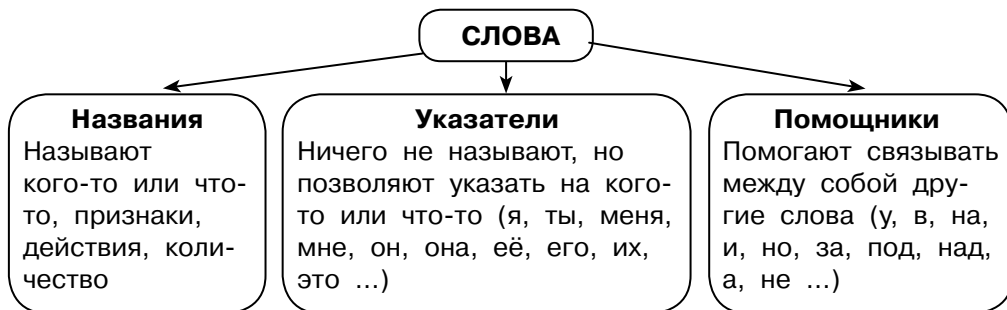 СЛОВА
Названия
Называют
кого-то или что-
то, признаки,
действия, коли-
чество
Указатели
Ничего не называют, но
позволяют указать на кого-
то или что-то (я, ты, меня,
мне, он, она, её, его, их,
это ...)
Помощники
Помогают связывать
между собой дру-
гие слова (у, в, на,
и, но, за, под, над,
а, не ...)